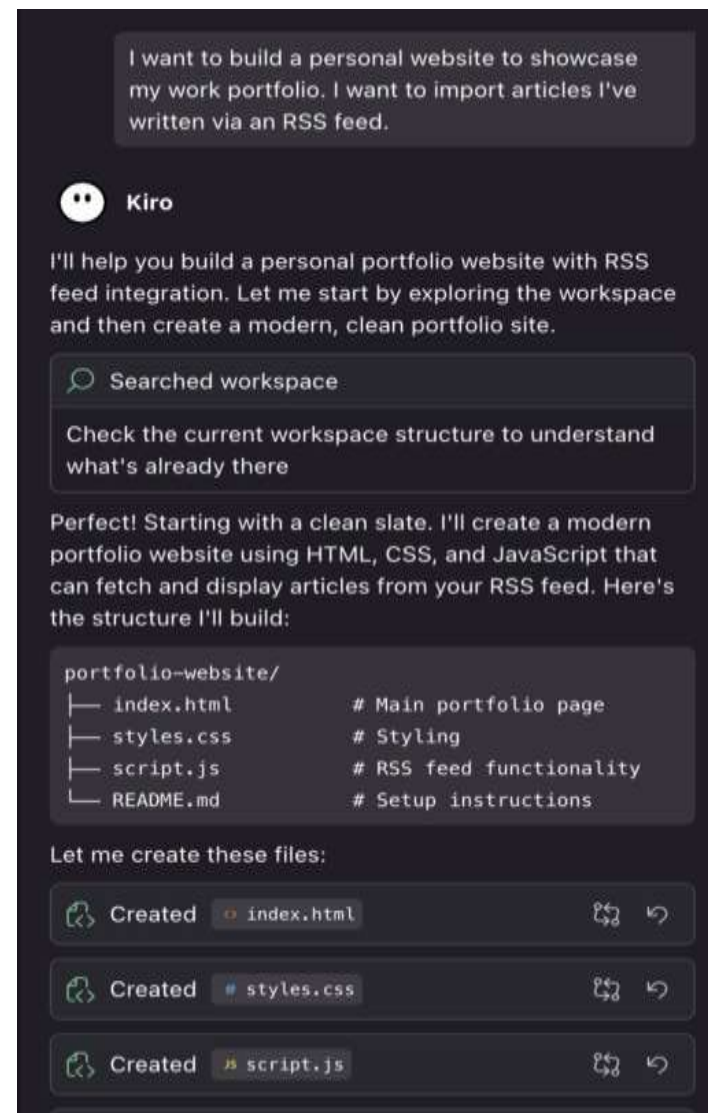 I want to build a personal website to showcase
my work portfolio. I want to import articles I've
written via an RSS feed.
Kiro
I'll help you build a personal portfolio website with RSS
feed integration. Let me start by exploring the workspace
and then create a modern, clean portfolio site.
Searched workspace
Check the current workspace structure to understand
what's already there
Perfect! Starting with a clean slate. I'll create a modern
portfolio website using HTML, CSS, and JavaScript that
can fetch and display articles from your RSS feed. Here's
the structure I'll build:
portfolio-website/
├── index.html # Main portfolio page
├── styles.css # Styling
├── script.js # RSS feed functionality
└── README.md # Setup instructions
Let me create these files:
Created <> index.html
Created # styles.css
Created JS script.js